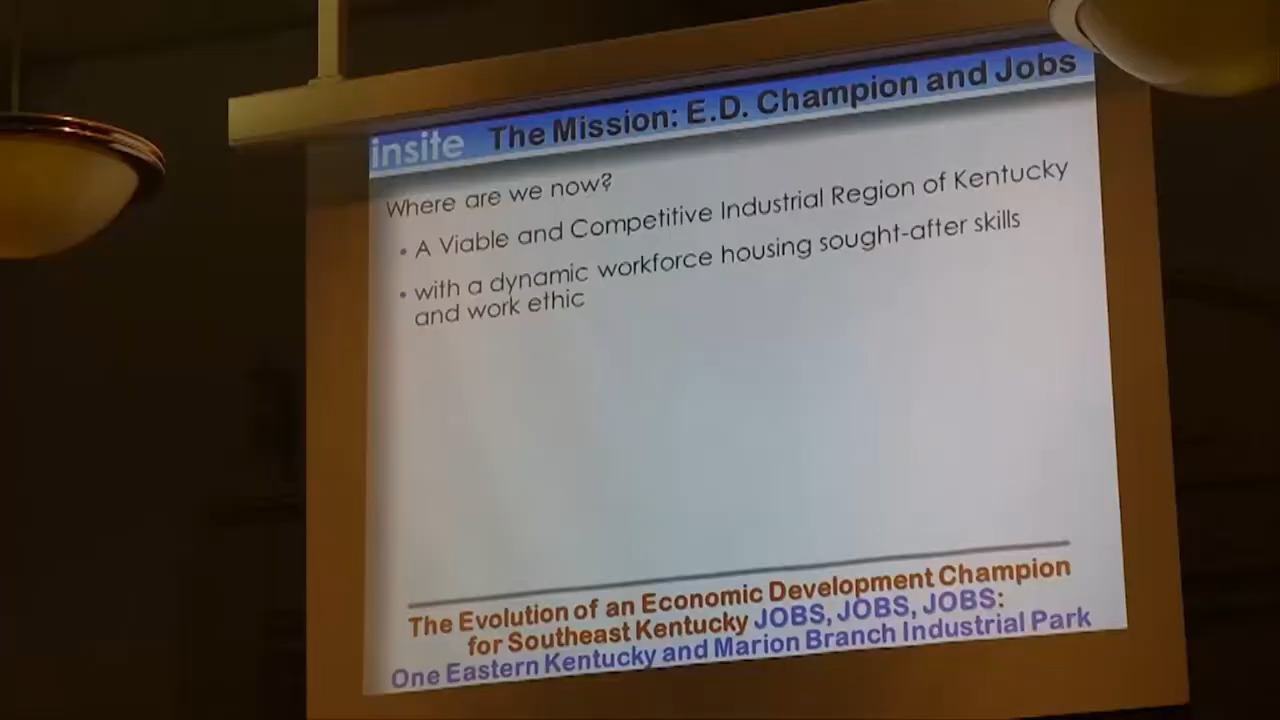 insite The Mission: E.D. Champion and Jobs
Where are we now?
• A Viable and Competitive Industrial Region of Kentucky
• with a dynamic workforce housing sought-after skills
and work ethic
The Evolution of an Economic Development Champion
for Southeast Kentucky JOBS, JOBS, JOBS:
One Eastern Kentucky and Marion Branch Industrial Park